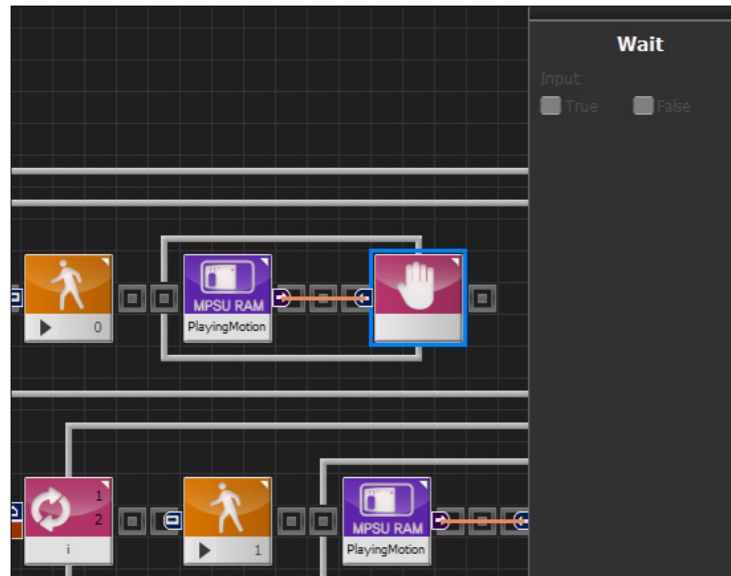 Wait
Input
True False
MPSU RAM
0 PlayingMotion
1
2
MPSU RAM
i 1 PlayingMotion